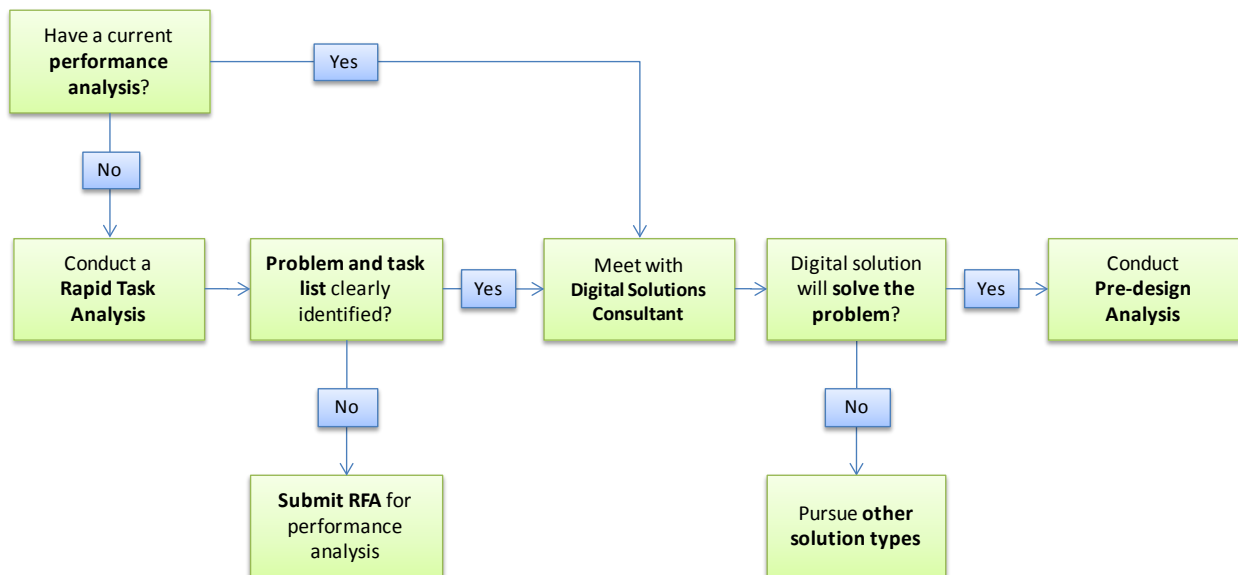 Have a current
performance
analysis?
Yes
No
Conduct a
Rapid Task
Analysis
Problem and task
list clearly
identified?
Yes
Meet with
Digital Solutions
Consultant
Digital solution
will solve the
problem?
Yes
Conduct
Pre-design
Analysis
No
No
Submit RFA for
performance
analysis
Pursue other
solution types